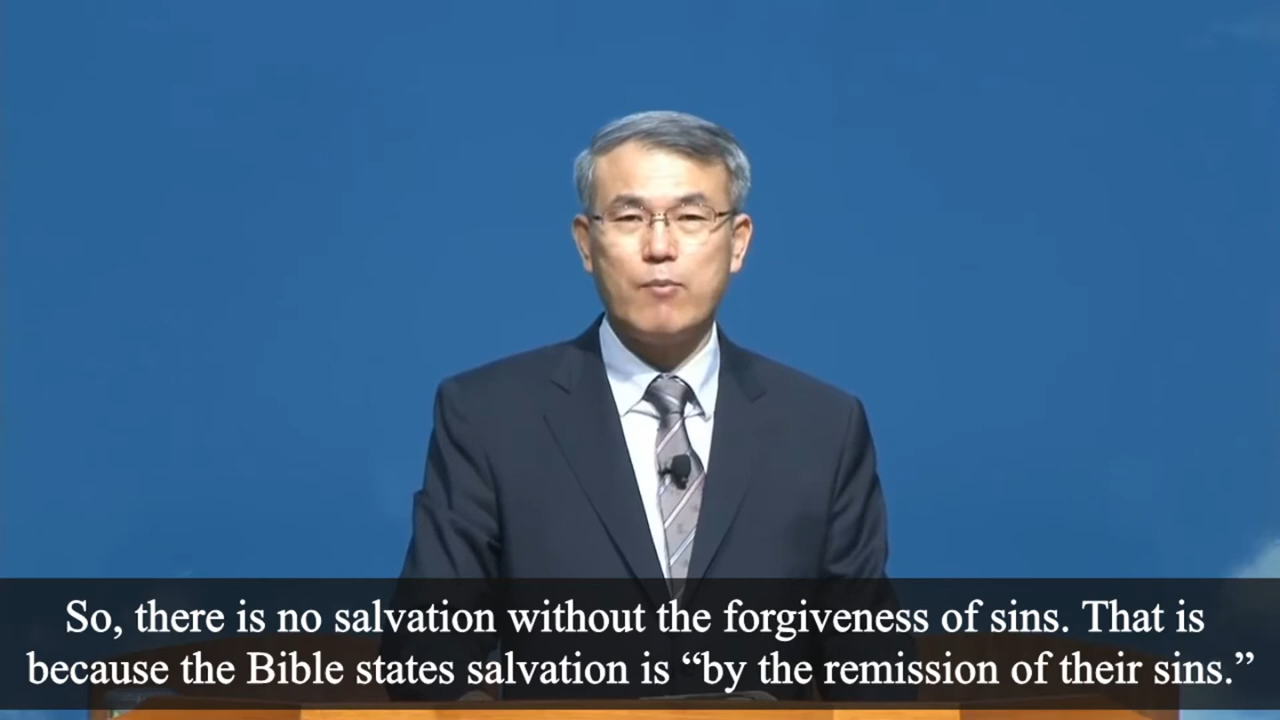 So, there is no salvation without the forgiveness of sins. That is
because the Bible states salvation is “by the remission of their sins.”